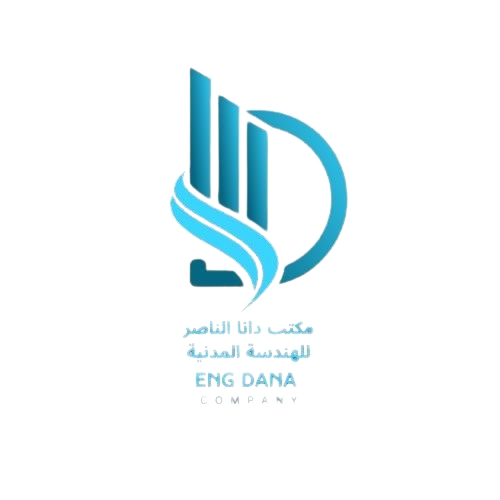 مكتب دانا الناصر
للهندسة المدنية
ENG DANA
COMPANY